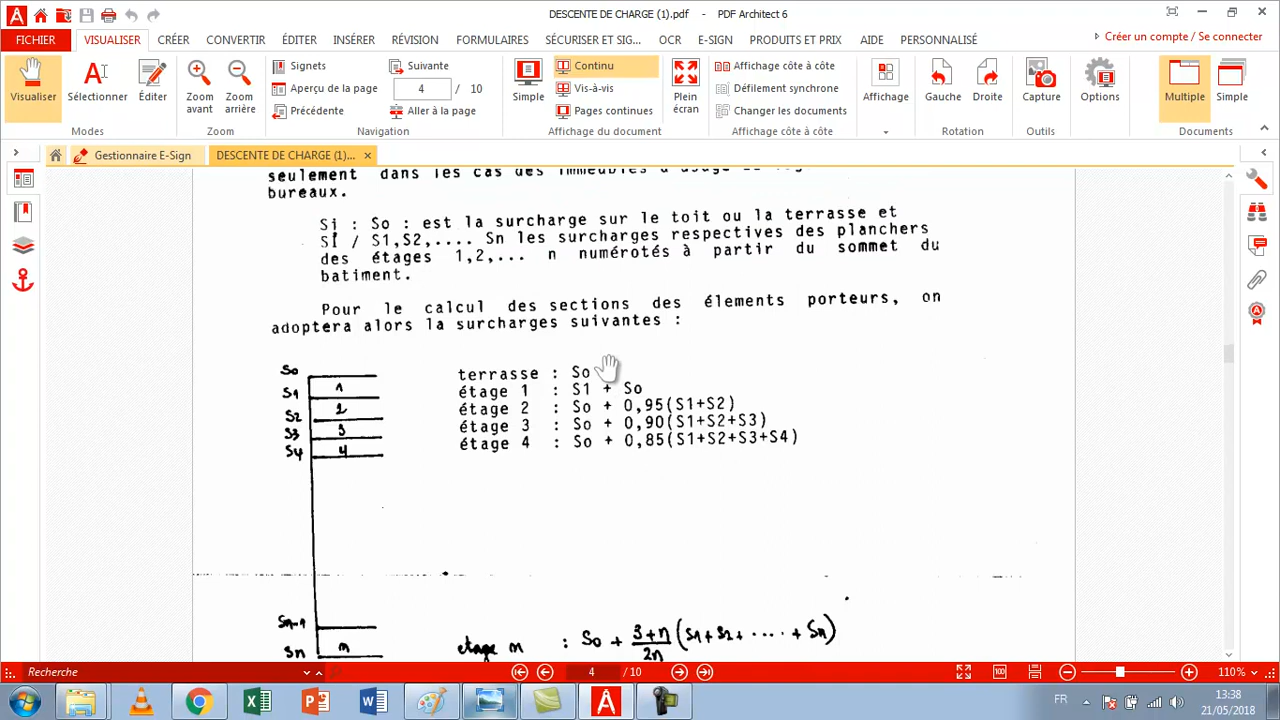 DESCENTE DE CHARGE (1).pdf - PDF Architect 6
FICHIER VISUALISER CRÉER CONVERTIR ÉDITER INSÉRER RÉVISION FORMULAIRES SÉCURISER ET SIG... OCR E-SIGN PRODUITS ET PRIX AIDE PERSONNALISÉ Créer un compte / Se connecter
Visualiser Sélectionner Éditer
Modes
Zoom avant Zoom arrière
Zoom
Signets Suivante
Aperçu de la page 4 / 10
Précédente Aller à la page
Navigation
Simple
Continu
Vis-à-vis
Pages continues
Affichage du document
Plein écran
Affichage côte à côte
Défilement synchrone
Changer les documents
Affichage côte à côte
Affichage
Gauche Droite
Rotation
Capture
Outils
Options
Multiple Simple
Documents
Gestionnaire E-Sign DESCENTE DE CHARGE (1)...
seulement dans les cas des immeubles à usage
bureaux.
Si : So : est la surcharge sur le toit ou la terrasse et
SI / S1,S2,.... Sn les surcharges respectives des planchers
des étages 1,2,... n numérotés à partir du sommet du
batiment.
Pour le calcul des sections des élements porteurs, on
adoptera alors la surcharges suivantes :
So
S1 1
S2 2
S3 3
S4 4
terrasse : So
étage 1 : S1 + So
étage 2 : So + 0,95(S1+S2)
étage 3 : So + 0,90(S1+S2+S3)
étage 4 : So + 0,85(S1+S2+S3+S4)
Sn-1
Sn n
etage n : So + 3+n/2n (S1+S2+....+Sn)
Recherche 4 / 10 110%
FR 13:38
21/05/2018